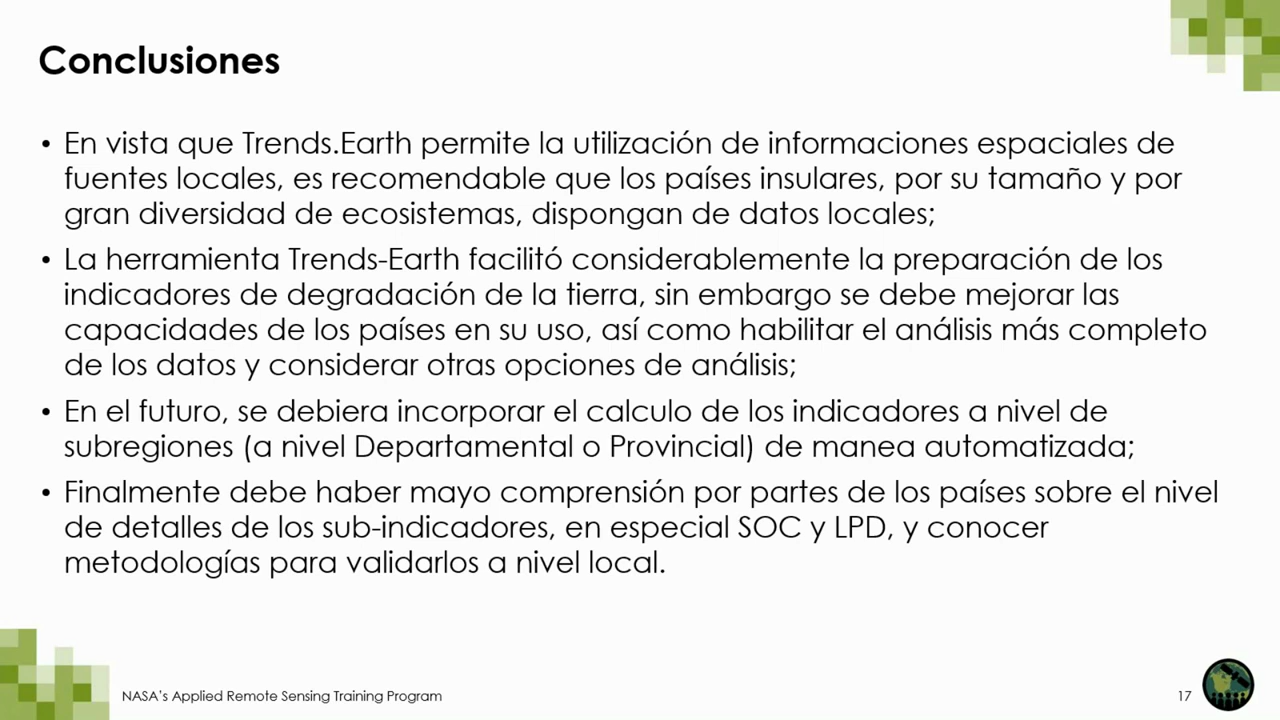 Conclusiones
• En vista que Trends.Earth permite la utilización de informaciones espaciales de
fuentes locales, es recomendable que los países insulares, por su tamaño y por
gran diversidad de ecosistemas, dispongan de datos locales;
• La herramienta Trends-Earth facilitó considerablemente la preparación de los
indicadores de degradación de la tierra, sin embargo se debe mejorar las
capacidades de los países en su uso, así como habilitar el análisis más completo
de los datos y considerar otras opciones de análisis;
• En el futuro, se debiera incorporar el calculo de los indicadores a nivel de
subregiones (a nivel Departamental o Provincial) de manea automatizada;
• Finalmente debe haber mayo comprensión por partes de los países sobre el nivel
de detalles de los sub-indicadores, en especial SOC y LPD, y conocer
metodologías para validarlos a nivel local.
NASA's Applied Remote Sensing Training Program
17